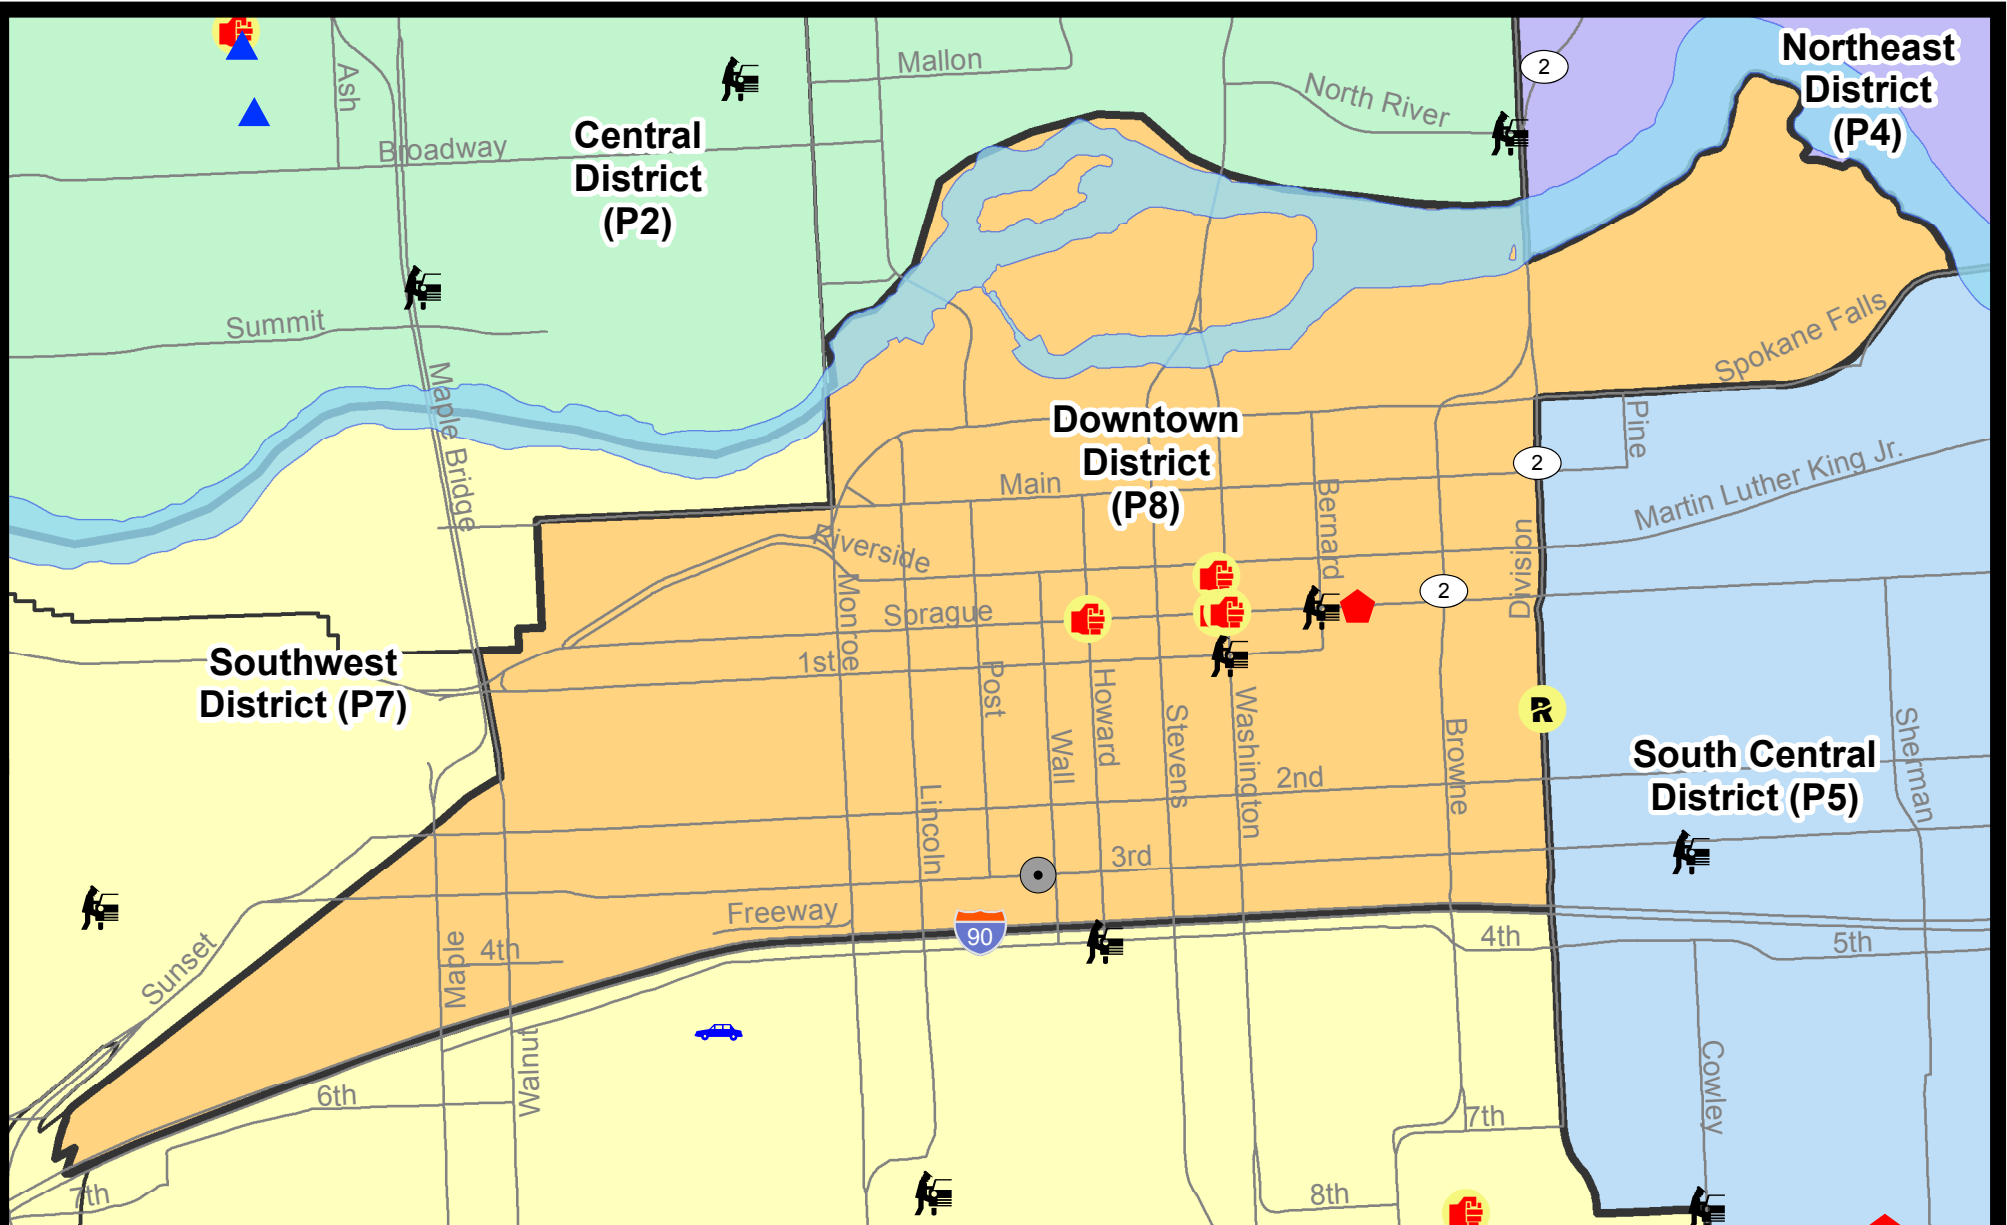 Northeast
District
(P4)
2
Mallon
Ash
North River
Central
District
(P2)
Broadway
Summit
Spokane Falls
Maple Bridge
Downtown
District
(P8)
Pine
2
Martin Luther King Jr.
Main
Bernard
Riverside
Division
2
Monroe
Sprague
1st
Southwest
District (P7)
Post
Howard
Washington
Stevens
Wall
Browne
R
Sherman
South Central
District (P5)
2nd
Lincoln
3rd
Freeway
90
4th
4th
5th
Maple
Sunset
Walnut
Cowley
6th
7th
7th
8th